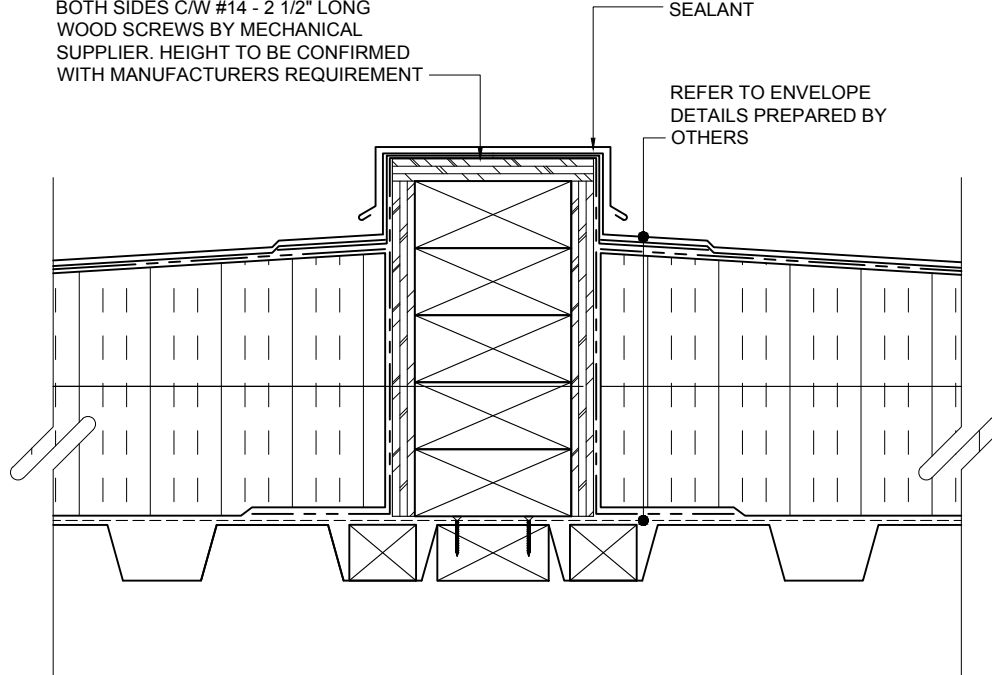 BOTH SIDES C/W #14 - 2 1/2" LONG
WOOD SCREWS BY MECHANICAL
SUPPLIER. HEIGHT TO BE CONFIRMED
WITH MANUFACTURERS REQUIREMENT
SEALANT
REFER TO ENVELOPE
DETAILS PREPARED BY
OTHERS